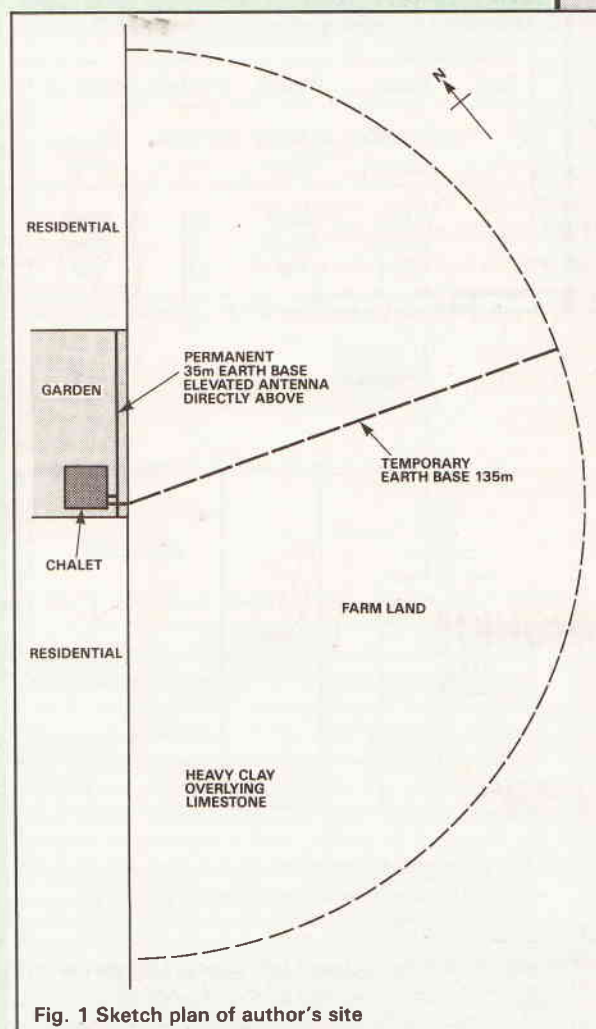 N
RESIDENTIAL
PERMANENT
35m EARTH BASE
ELEVATED ANTENNA
DIRECTLY ABOVE
GARDEN
TEMPORARY
EARTH BASE 135m
CHALET
FARM LAND
RESIDENTIAL
HEAVY CLAY
OVERLYING
LIMESTONE
Fig. 1 Sketch plan of author's site